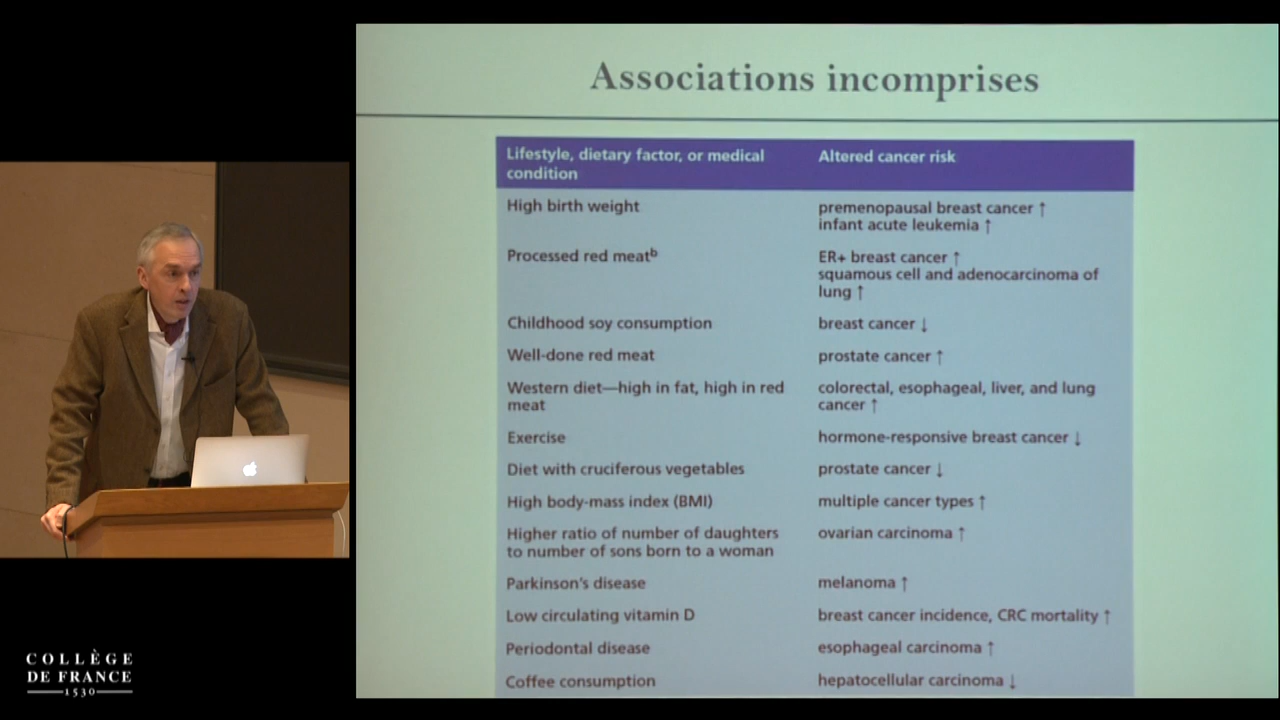 Associations incomprises
Lifestyle, dietary factor, or medical
condition
Altered cancer risk
High birth weight
premenopausal breast cancer ↑
infant acute leukemia ↑
Processed red meatᵇ
ER+ breast cancer ↑
squamous cell and adenocarcinoma of
lung ↑
Childhood soy consumption
breast cancer ↓
Well-done red meat
prostate cancer ↑
Western diet—high in fat, high in red
meat
colorectal, esophageal, liver, and lung
cancer ↑
Exercise
hormone-responsive breast cancer ↓
Diet with cruciferous vegetables
prostate cancer ↓
High body-mass index (BMI)
multiple cancer types ↑
Higher ratio of number of daughters
to number of sons born to a woman
ovarian carcinoma ↑
Parkinson's disease
melanoma ↑
Low circulating vitamin D
breast cancer incidence, CRC mortality ↑
Periodontal disease
esophageal carcinoma ↑
Coffee consumption
hepatocellular carcinoma ↓
COLLÈGE
DE FRANCE
1530